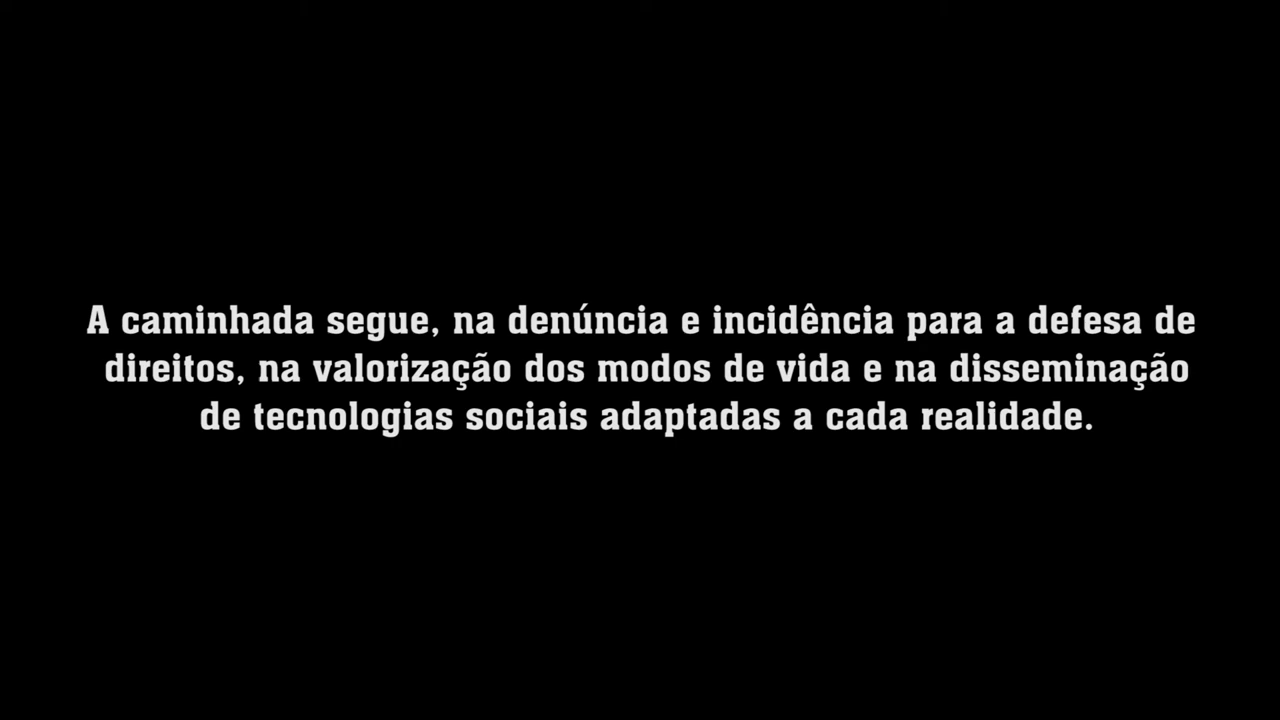 A caminhada segue, na denúncia e incidência para a defesa de
direitos, na valorização dos modos de vida e na disseminação
de tecnologias sociais adaptadas a cada realidade.